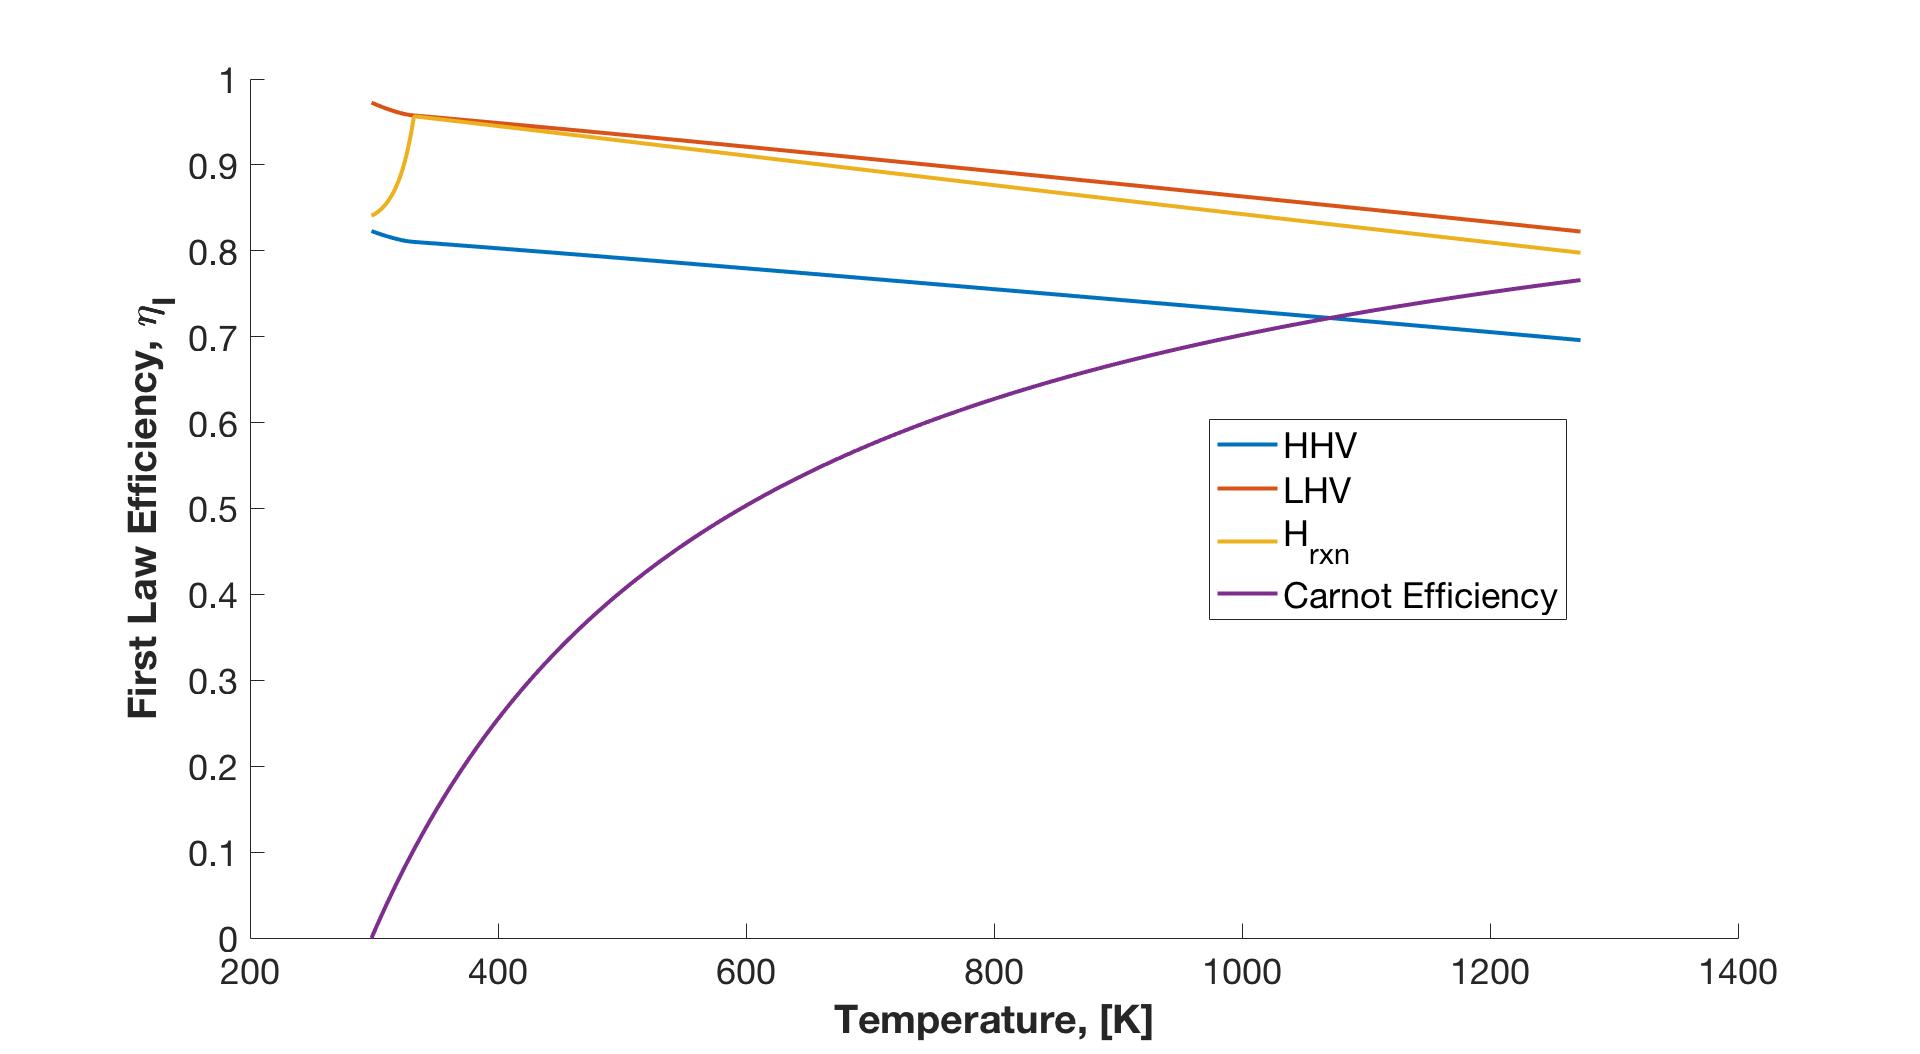 First Law Efficiency, η_I
1
0.9
0.8
0.7
0.6
0.5
0.4
0.3
0.2
0.1
0
200 400 600 800 1000 1200 1400
Temperature, [K]
HHV
LHV
H_rxn
Carnot Efficiency